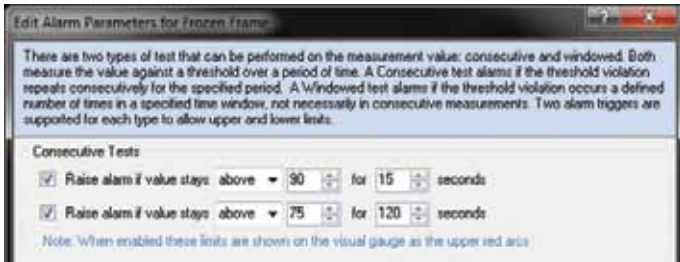 Edit Alarm Parameters for Frozen Frame
There are two types of test that can be performed on the measurement value: consecutive and windowed. Both
measure the value against a threshold over a period of time. A Consecutive test alarms if the threshold violation
repeats consecutively for the specified period. A Windowed test alarms if the threshold violation occurs a defined
number of times in a specified time window, not necessarily in consecutive measurements. Two alarm triggers are
supported for each type to allow upper and lower limits.
Consecutive Tests
Raise alarm if value stays above 90 for 15 seconds
Raise alarm if value stays above 75 for 120 seconds
Note: When enabled these limits are shown on the visual gauge as the upper red arcs